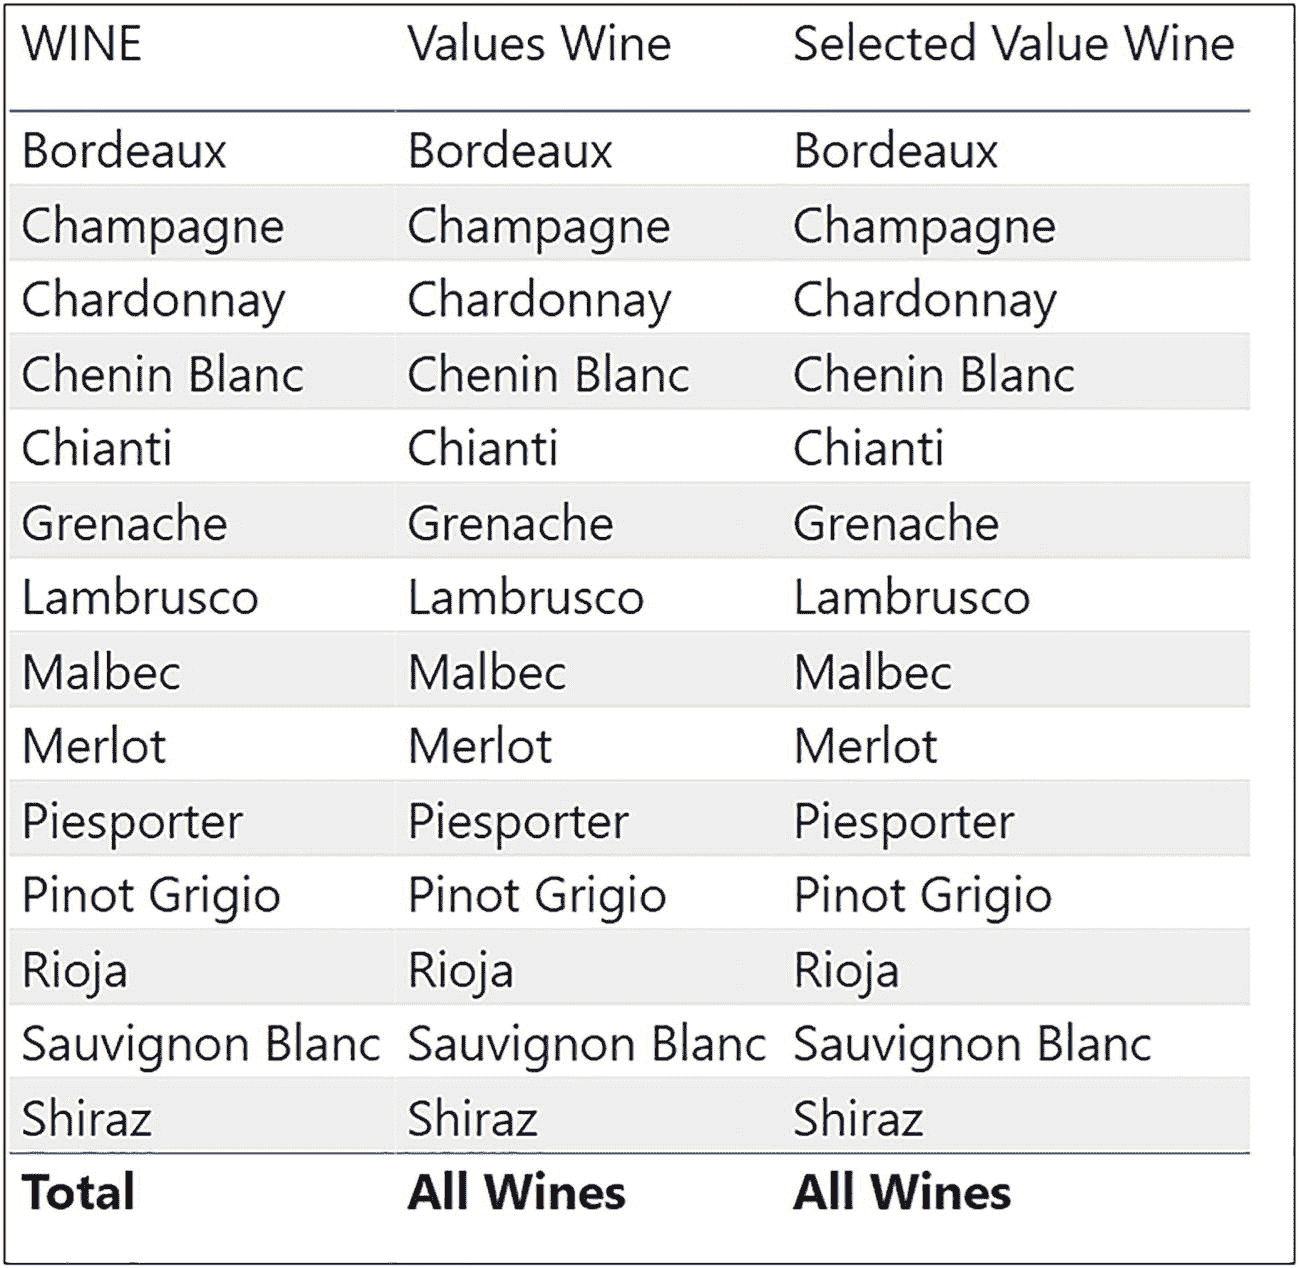 WINE Values Wine Selected Value Wine
Bordeaux Bordeaux Bordeaux
Champagne Champagne Champagne
Chardonnay Chardonnay Chardonnay
Chenin Blanc Chenin Blanc Chenin Blanc
Chianti Chianti Chianti
Grenache Grenache Grenache
Lambrusco Lambrusco Lambrusco
Malbec Malbec Malbec
Merlot Merlot Merlot
Piesporter Piesporter Piesporter
Pinot Grigio Pinot Grigio Pinot Grigio
Rioja Rioja Rioja
Sauvignon Blanc Sauvignon Blanc Sauvignon Blanc
Shiraz Shiraz Shiraz
Total All Wines All Wines